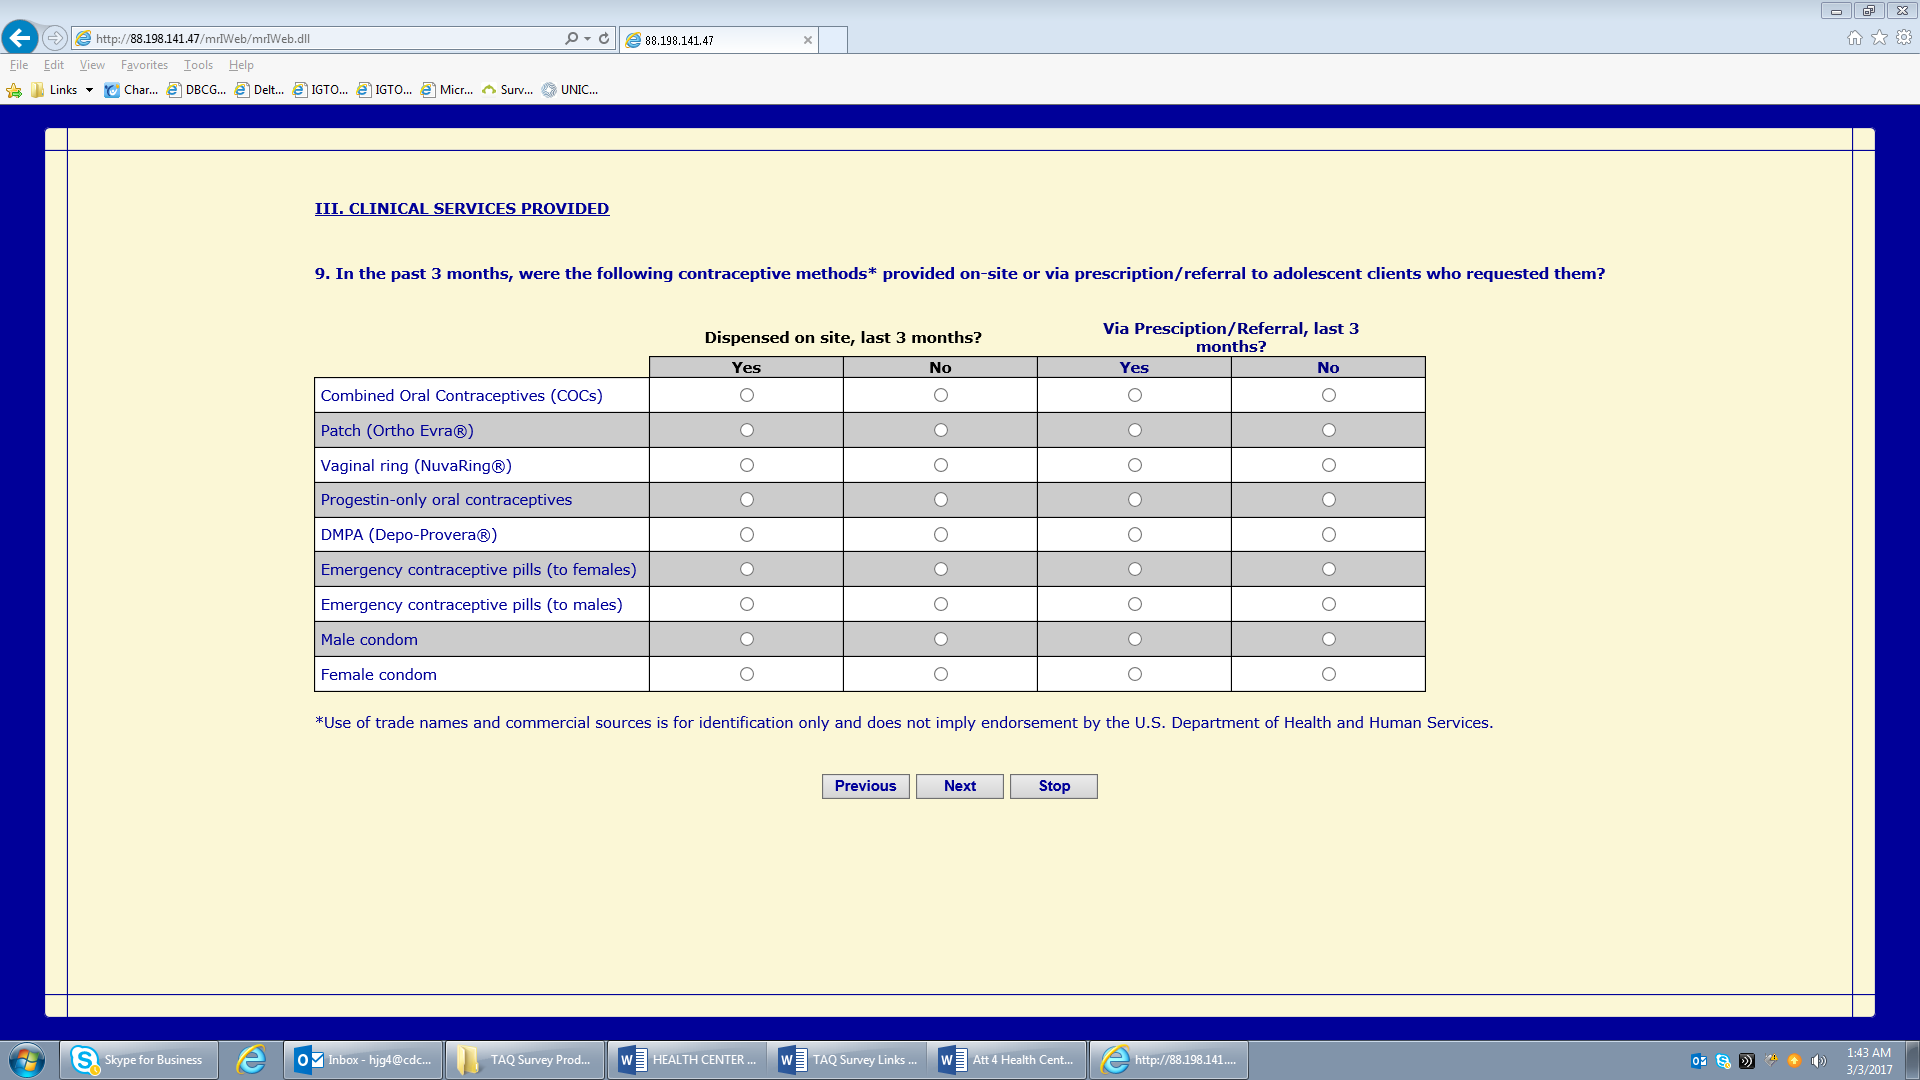 http://88.198.141.47/mrIWeb/mrIWeb.dll
88.198.141.47
File Edit View Favorites Tools Help
Links Char... DBCG... Delt... IGTO... IGTO... Micr... Surv... UNIC...
III. CLINICAL SERVICES PROVIDED
9. In the past 3 months, were the following contraceptive methods* provided on-site or via prescription/referral to adolescent clients who requested them?
Dispensed on site, last 3 months?
Via Presciption/Referral, last 3
months?
Yes No Yes No
Combined Oral Contraceptives (COCs)
Patch (Ortho Evra®)
Vaginal ring (NuvaRing®)
Progestin-only oral contraceptives
DMPA (Depo-Provera®)
Emergency contraceptive pills (to females)
Emergency contraceptive pills (to males)
Male condom
Female condom
*Use of trade names and commercial sources is for identification only and does not imply endorsement by the U.S. Department of Health and Human Services.
Previous Next Stop
Skype for Business Inbox - hjg4@cdc... TAQ Survey Prod... HEALTH CENTER ... TAQ Survey Links ... Att 4 Health Cent... http://88.198.141....
1:43 AM
3/3/2017